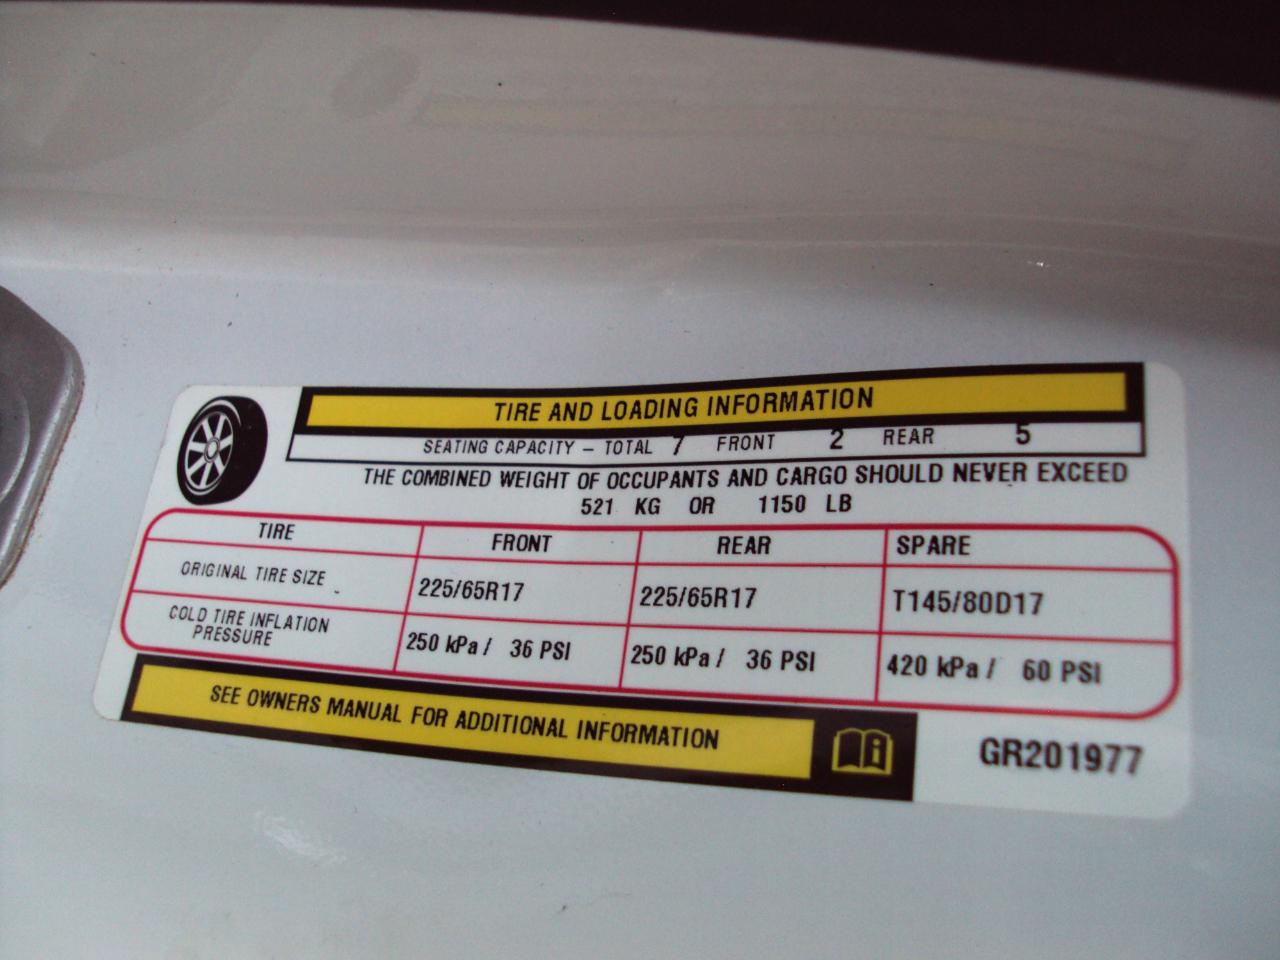 TIRE AND LOADING INFORMATION
SEATING CAPACITY – TOTAL 7 FRONT 2 REAR 5
THE COMBINED WEIGHT OF OCCUPANTS AND CARGO SHOULD NEVER EXCEED
521 KG OR 1150 LB
TIRE FRONT REAR SPARE
ORIGINAL TIRE SIZE 225/65R17 225/65R17 T145/80D17
COLD TIRE INFLATION
PRESSURE 250 kPa / 36 PSI 250 kPa / 36 PSI 420 kPa / 60 PSI
SEE OWNERS MANUAL FOR ADDITIONAL INFORMATION
GR201977